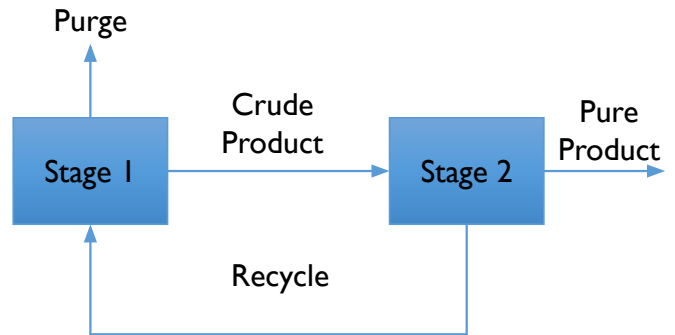 Purge
Crude
Product
Pure
Product
Stage 1
Stage 2
Recycle